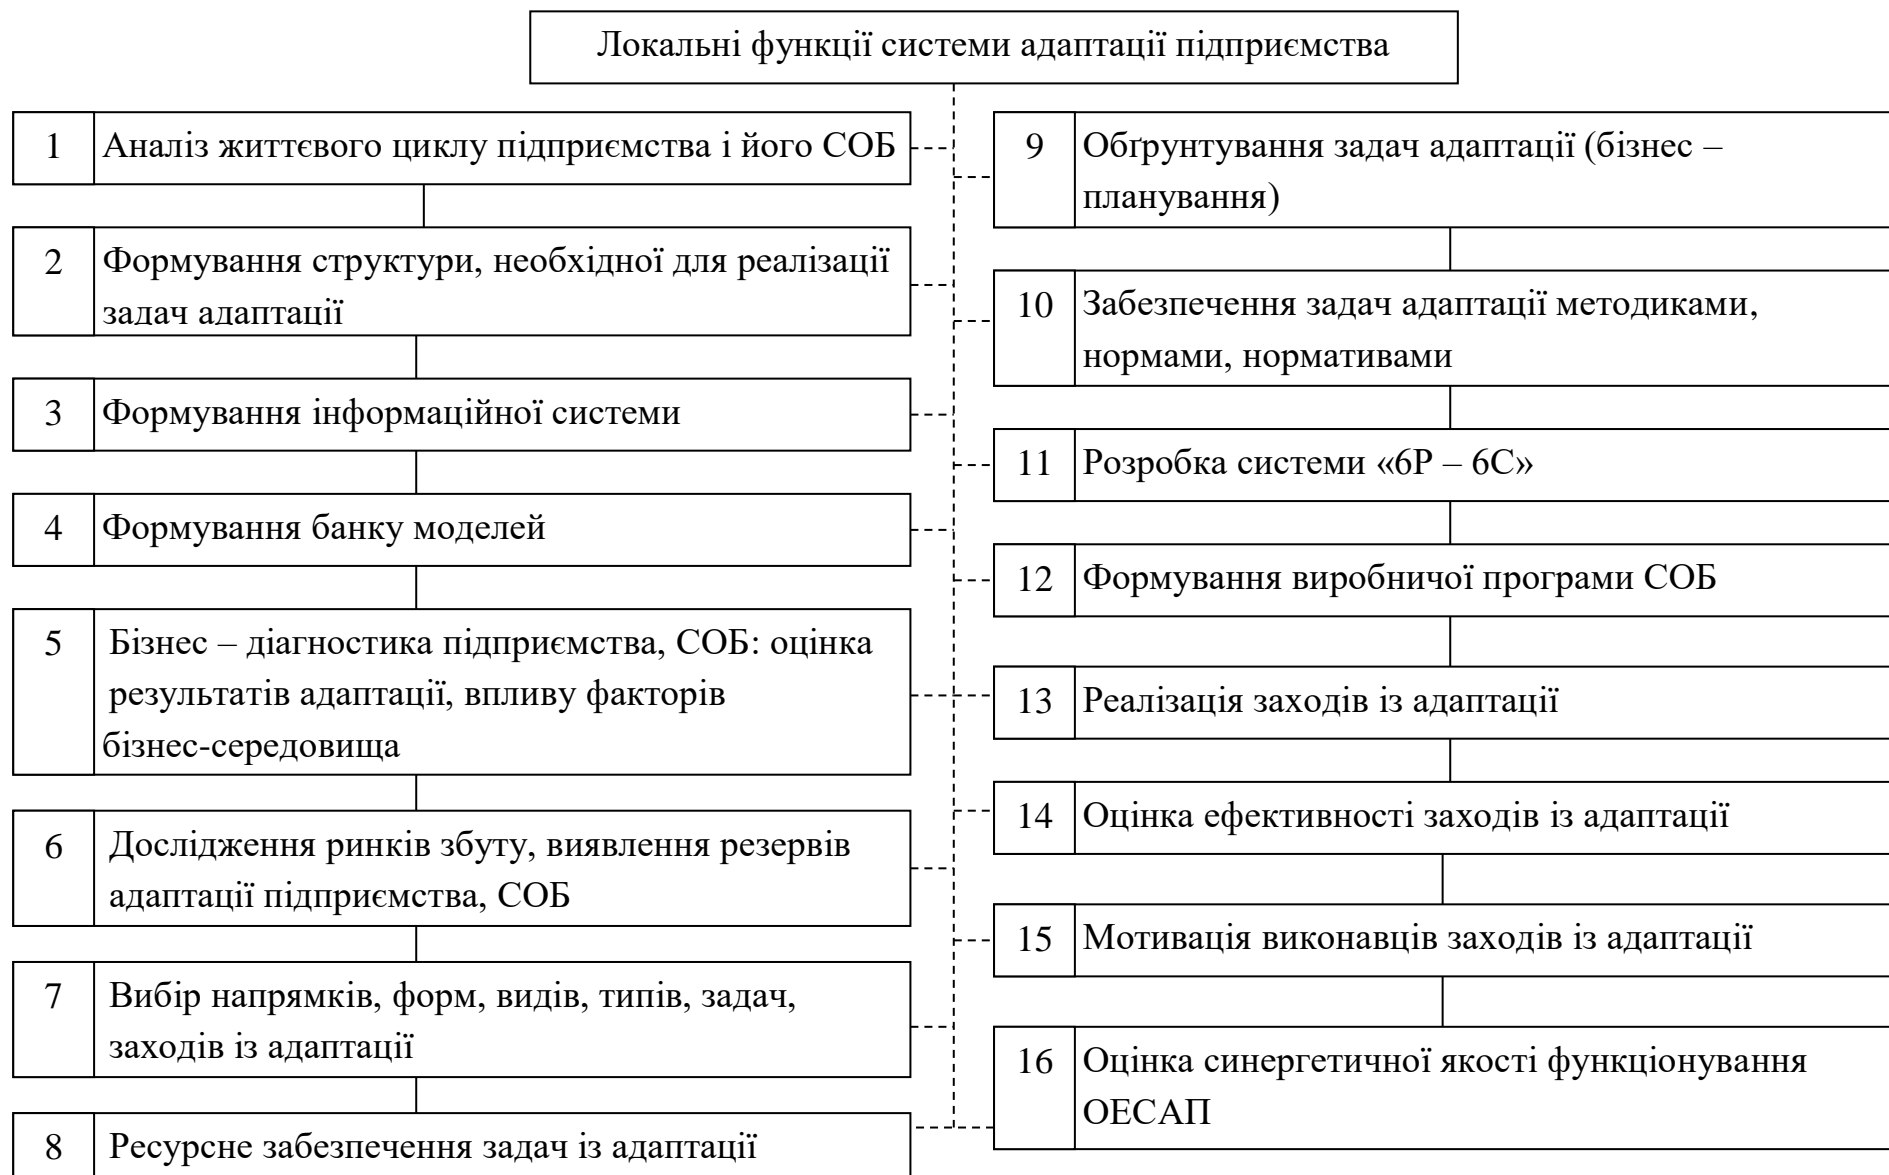 Локальні функції системи адаптації підприємства
1 Аналіз життєвого циклу підприємства і його СОБ
2 Формування структури, необхідної для реалізації
задач адаптації
3 Формування інформаційної системи
4 Формування банку моделей
5 Бізнес – діагностика підприємства, СОБ: оцінка
результатів адаптації, впливу факторів
бізнес-середовища
6 Дослідження ринків збуту, виявлення резервів
адаптації підприємства, СОБ
7 Вибір напрямків, форм, видів, типів, задач,
заходів із адаптації
8 Ресурсне забезпечення задач із адаптації
9 Обґрунтування задач адаптації (бізнес –
планування)
10 Забезпечення задач адаптації методиками,
нормами, нормативами
11 Розробка системи «6Р – 6С»
12 Формування виробничої програми СОБ
13 Реалізація заходів із адаптації
14 Оцінка ефективності заходів із адаптації
15 Мотивація виконавців заходів із адаптації
16 Оцінка синергетичної якості функціонування
ОЕСАП